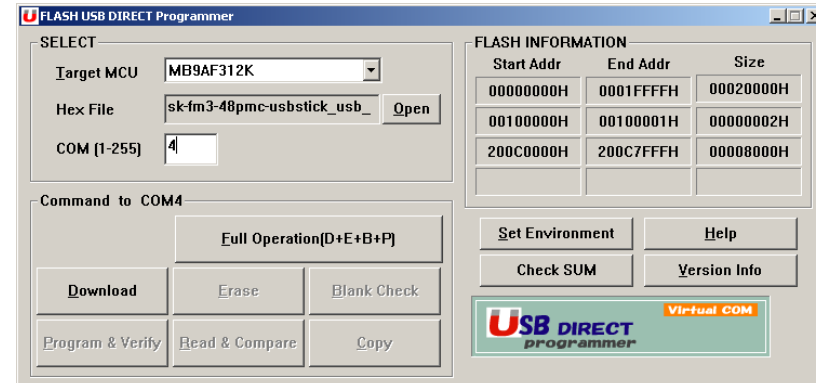 FLASH USB DIRECT Programmer
SELECT
Target MCU MB9AF312K
Hex File sk-fm3-48pmc-usbstick_usb_ Open
COM (1-255) 4
Command to COM4
Full Operation(D+E+B+P)
Download Erase Blank Check
Program & Verify Read & Compare Copy
FLASH INFORMATION
Start Addr End Addr Size
00000000H 0001FFFFH 00020000H
00100000H 00100001H 00000002H
200C0000H 200C7FFFH 00008000H
Set Environment Help
Check SUM Version Info
Virtual COM
USB DIRECT
programmer